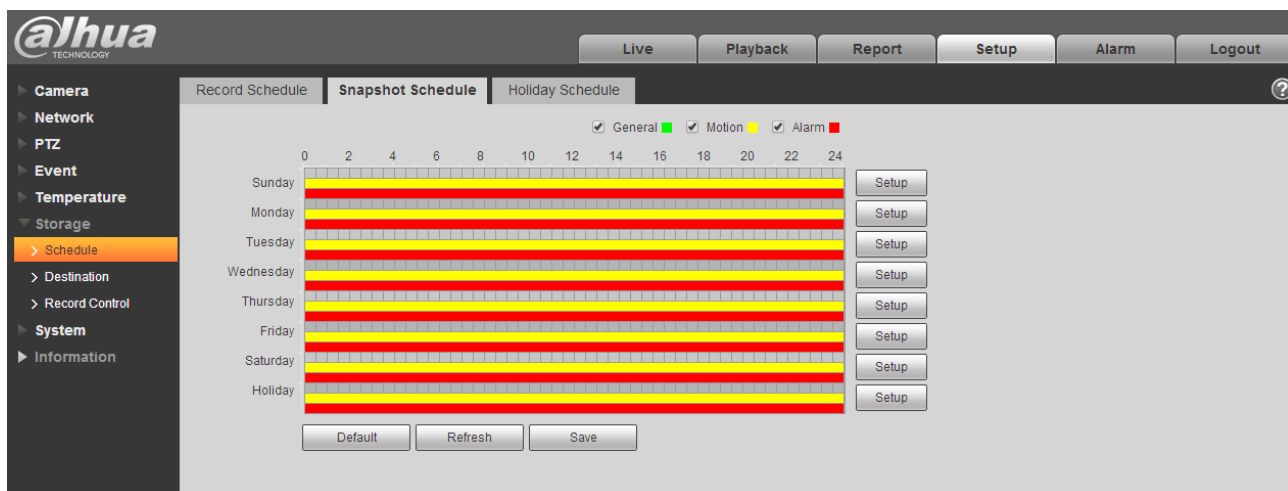 alhua
TECHNOLOGY
Live Playback Report Setup Alarm Logout
Camera
Network
PTZ
Event
Temperature
Storage
Schedule
Destination
Record Control
System
Information
Record Schedule Snapshot Schedule Holiday Schedule ?
General Motion Alarm
0 2 4 6 8 10 12 14 16 18 20 22 24
Sunday Setup
Monday Setup
Tuesday Setup
Wednesday Setup
Thursday Setup
Friday Setup
Saturday Setup
Holiday Setup
Default Refresh Save